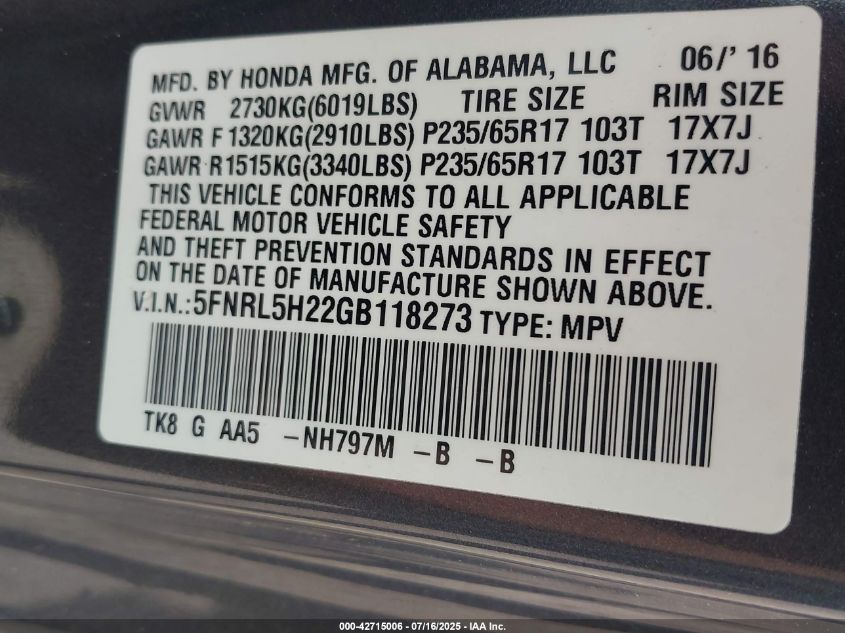 MFD. BY HONDA MFG. OF ALABAMA, LLC 06/' 16
GVWR 2730KG(6019LBS) TIRE SIZE RIM SIZE
GAWR F 1320KG(2910LBS) P235/65R17 103T 17X7J
GAWR R1515KG(3340LBS) P235/65R17 103T 17X7J
THIS VEHICLE CONFORMS TO ALL APPLICABLE
FEDERAL MOTOR VEHICLE SAFETY
AND THEFT PREVENTION STANDARDS IN EFFECT
ON THE DATE OF MANUFACTURE SHOWN ABOVE.
V.I.N.:5FNRL5H22GB118273 TYPE: MPV
TK8 G AA5 -NH797M -B -B
000-42715006 - 07/16/2025 - IAA Inc.